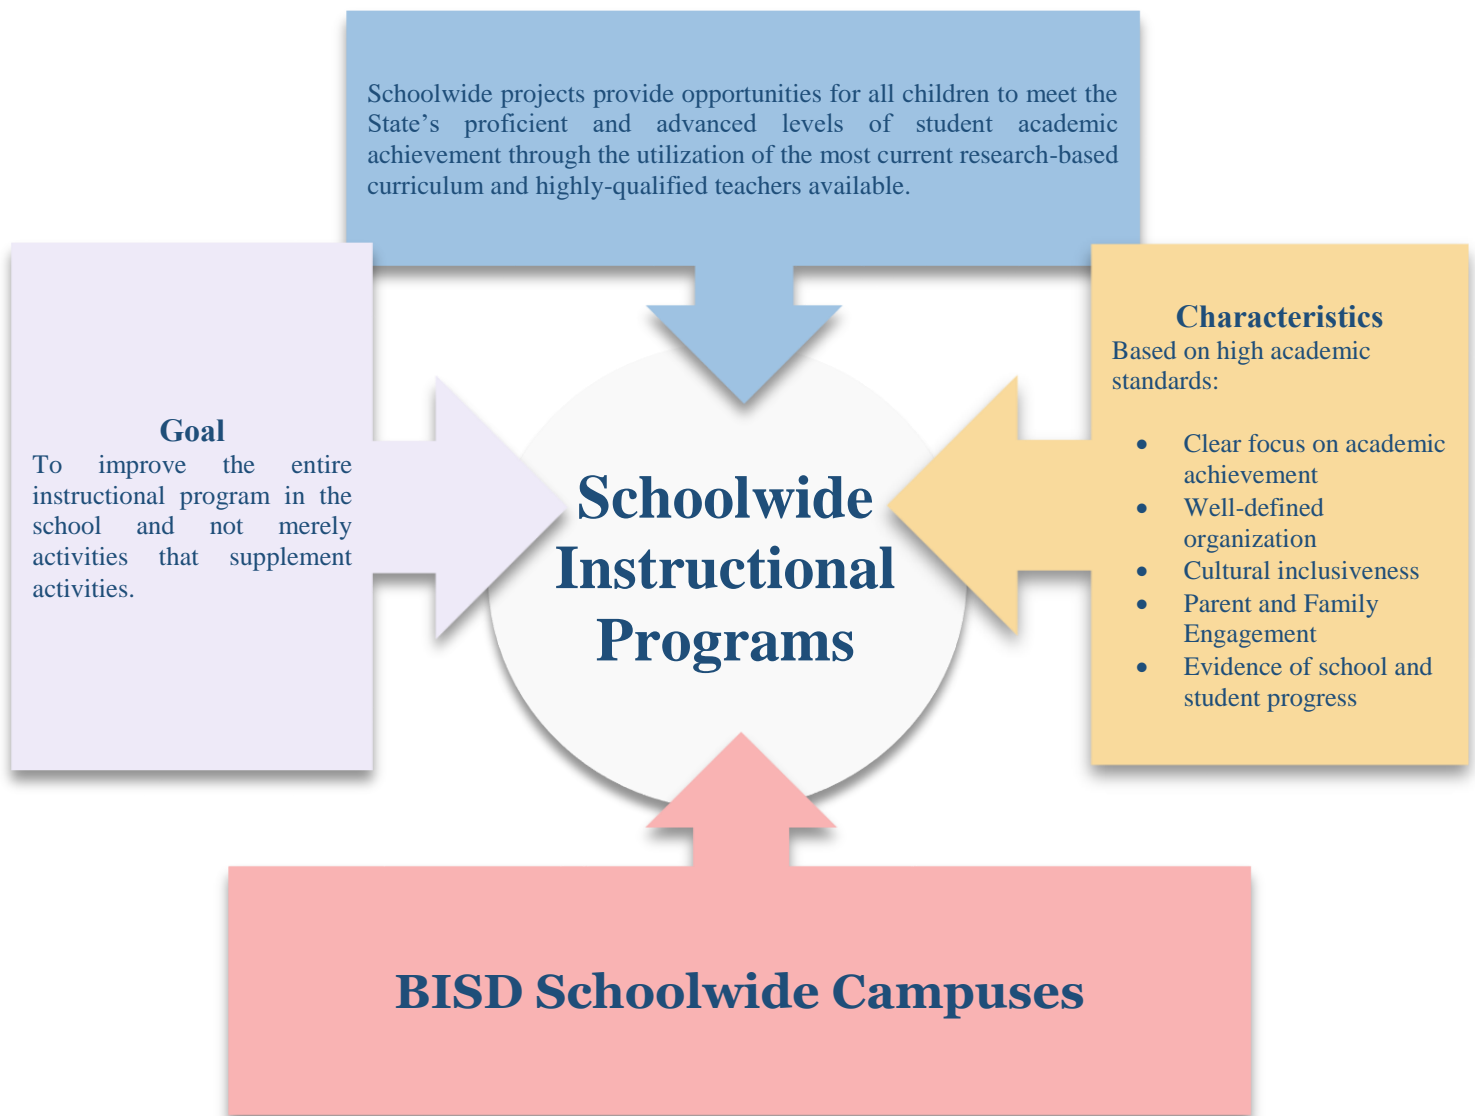 Schoolwide projects provide opportunities for all children to meet the
State’s proficient and advanced levels of student academic
achievement through the utilization of the most current research-based
curriculum and highly-qualified teachers available.
Goal
To improve the entire
instructional program in the
school and not merely
activities that supplement
activities.
Schoolwide
Instructional
Programs
Characteristics
Based on high academic
standards:
• Clear focus on academic
achievement
• Well-defined
organization
• Cultural inclusiveness
• Parent and Family
Engagement
• Evidence of school and
student progress
BISD Schoolwide Campuses